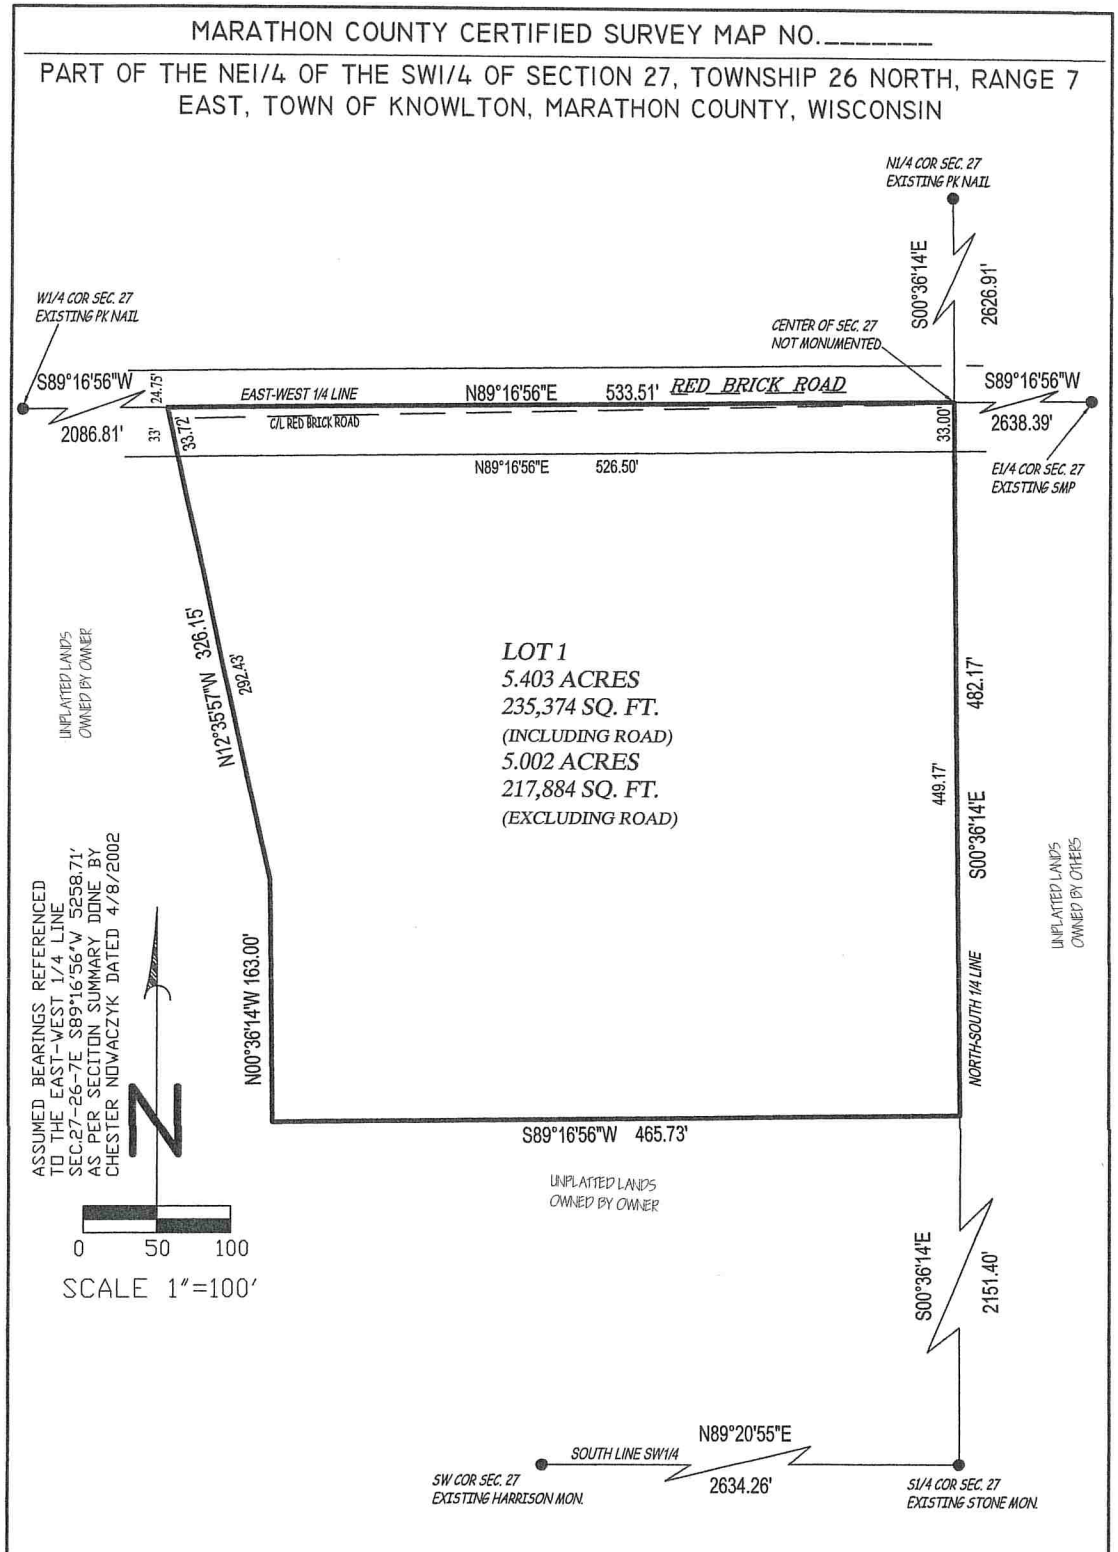 MARATHON COUNTY CERTIFIED SURVEY MAP NO._______
PART OF THE NE1/4 OF THE SW1/4 OF SECTION 27, TOWNSHIP 26 NORTH, RANGE 7
EAST, TOWN OF KNOWLTON, MARATHON COUNTY, WISCONSIN
N1/4 COR SEC. 27
EXISTING PK NAIL
S00°36'14"E
2626.91'
W1/4 COR SEC. 27
EXISTING PK NAIL
CENTER OF SEC. 27
NOT MONUMENTED
S89°16'56"W
2086.81'
24.75'
33'
33.72'
EAST-WEST 1/4 LINE
N89°16'56"E 533.51'
RED BRICK ROAD
C/L RED BRICK ROAD
33.00'
S89°16'56"W
2638.39'
N89°16'56"E 526.50'
E1/4 COR SEC. 27
EXISTING SMP
UNPLATTED LANDS
OWNED BY OWNER
N12°35'57"W 326.15'
292.43'
LOT 1
5.403 ACRES
235,374 SQ. FT.
(INCLUDING ROAD)
5.002 ACRES
217,884 SQ. FT.
(EXCLUDING ROAD)
449.17'
S00°36'14"E 482.17'
UNPLATTED LANDS
OWNED BY OTHERS
NORTH-SOUTH 1/4 LINE
ASSUMED BEARINGS REFERENCED
TO THE EAST-WEST 1/4 LINE
SEC.27-26-7E S89°16'56"W 5258.71'
AS PER SECITON SUMMARY DONE BY
CHESTER NOWACZYK DATED 4/8/2002
N
N00°36'14"W 163.00'
S89°16'56"W 465.73'
UNPLATTED LANDS
OWNED BY OWNER
0 50 100
SCALE 1"=100'
S00°36'14"E
2151.40'
N89°20'55"E
SOUTH LINE SW1/4
2634.26'
SW COR SEC. 27
EXISTING HARRISON MON.
S1/4 COR SEC. 27
EXISTING STONE MON.